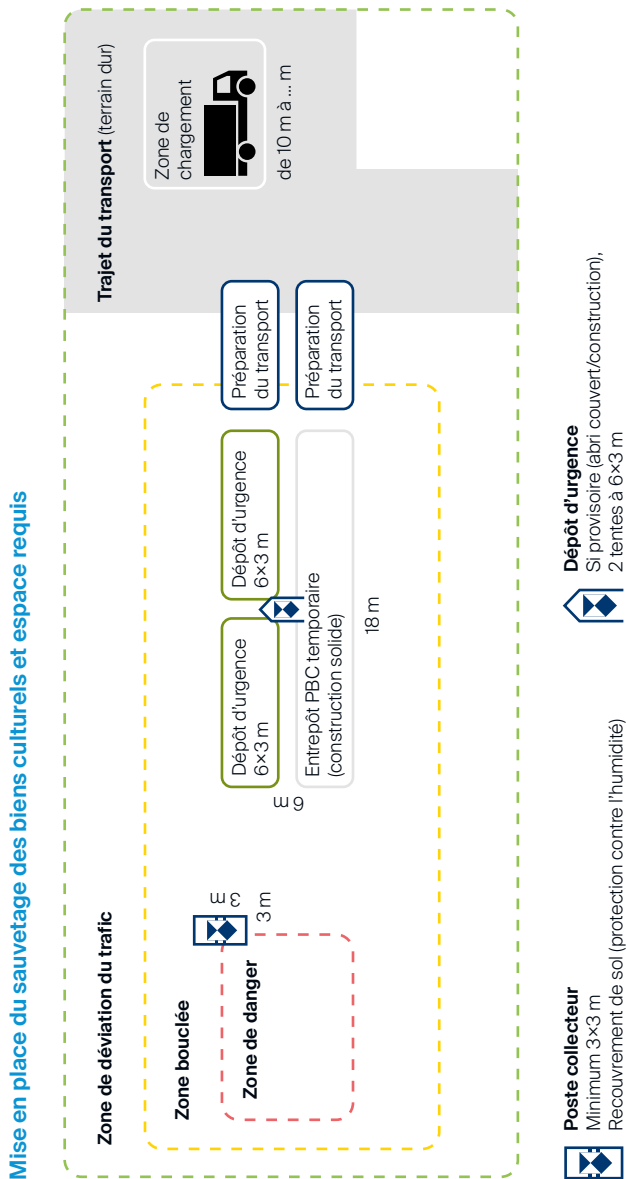 Mise en place du sauvetage des biens culturels et espace requis
Zone de déviation du trafic
Zone bouclée
Zone de danger
3 m
3 m
6 m
Dépôt d'urgence
6×3 m
Dépôt d'urgence
6×3 m
Entrepôt PBC temporaire
(construction solide)
18 m
Préparation
du transport
Préparation
du transport
Trajet du transport (terrain dur)
Zone de
chargement
de 10 m à ... m
Poste collecteur
Minimum 3×3 m
Recouvrement de sol (protection contre l'humidité)
Dépôt d'urgence
Si provisoire (abri couvert/construction),
2 tentes à 6×3 m